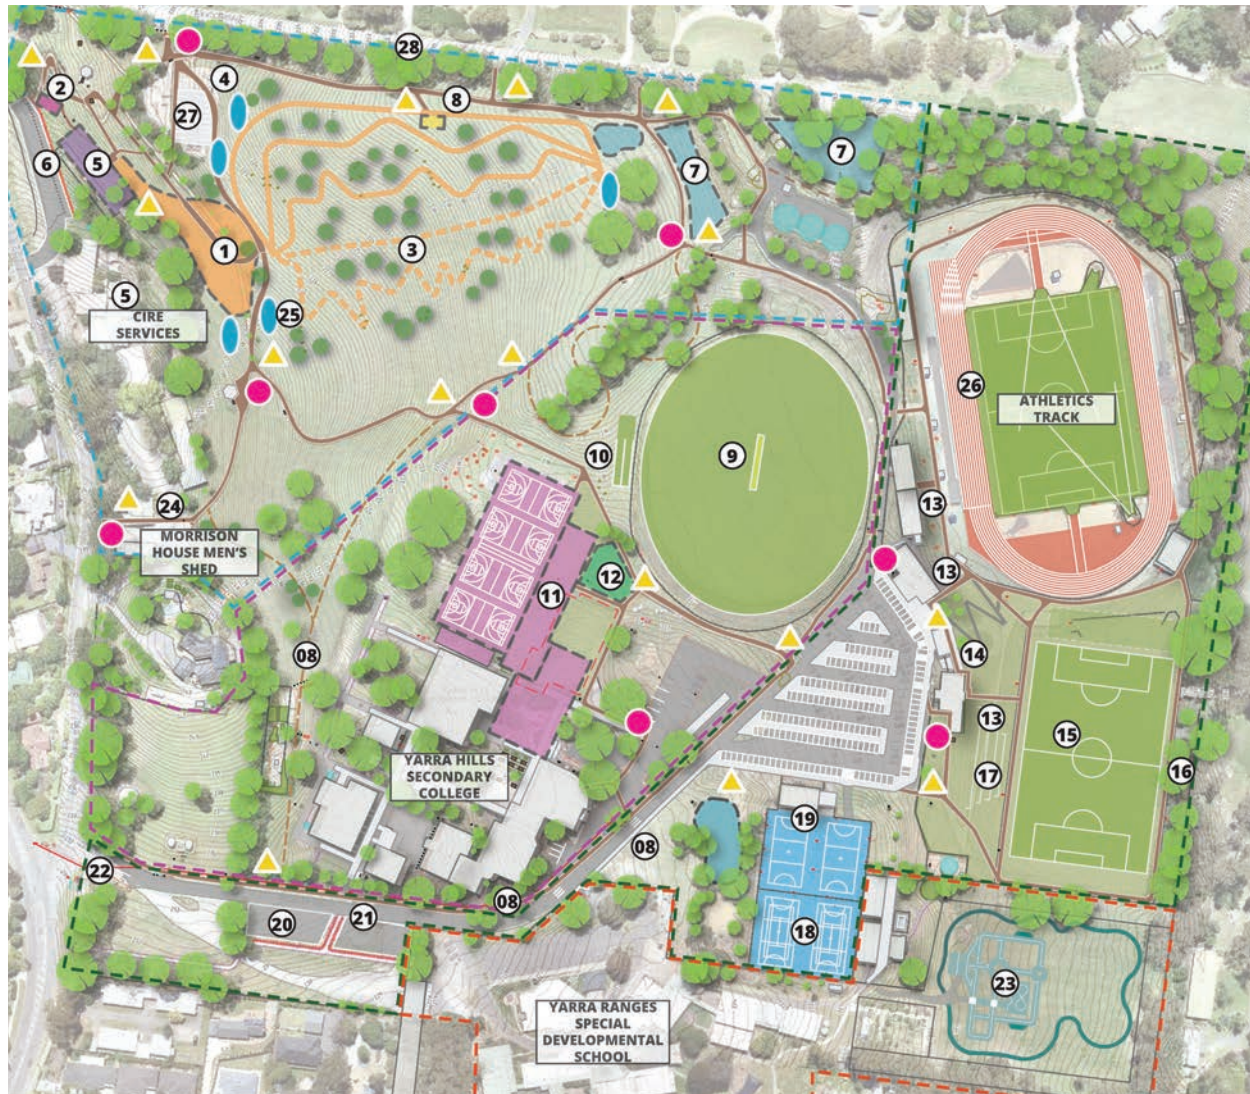 28
4
2
8
27
6
5
7
7
1
3
5
CIRE
SERVICES
25
26
ATHLETICS
TRACK
10
9
24
13
MORRISON
HOUSE MEN'S
SHED
12
13
11
08
14
13
15
YARRA HILLS
SECONDARY
COLLEGE
17
16
19
08
22
08
20
21
18
23
YARRA RANGES
SPECIAL
DEVELOPMENTAL
SCHOOL